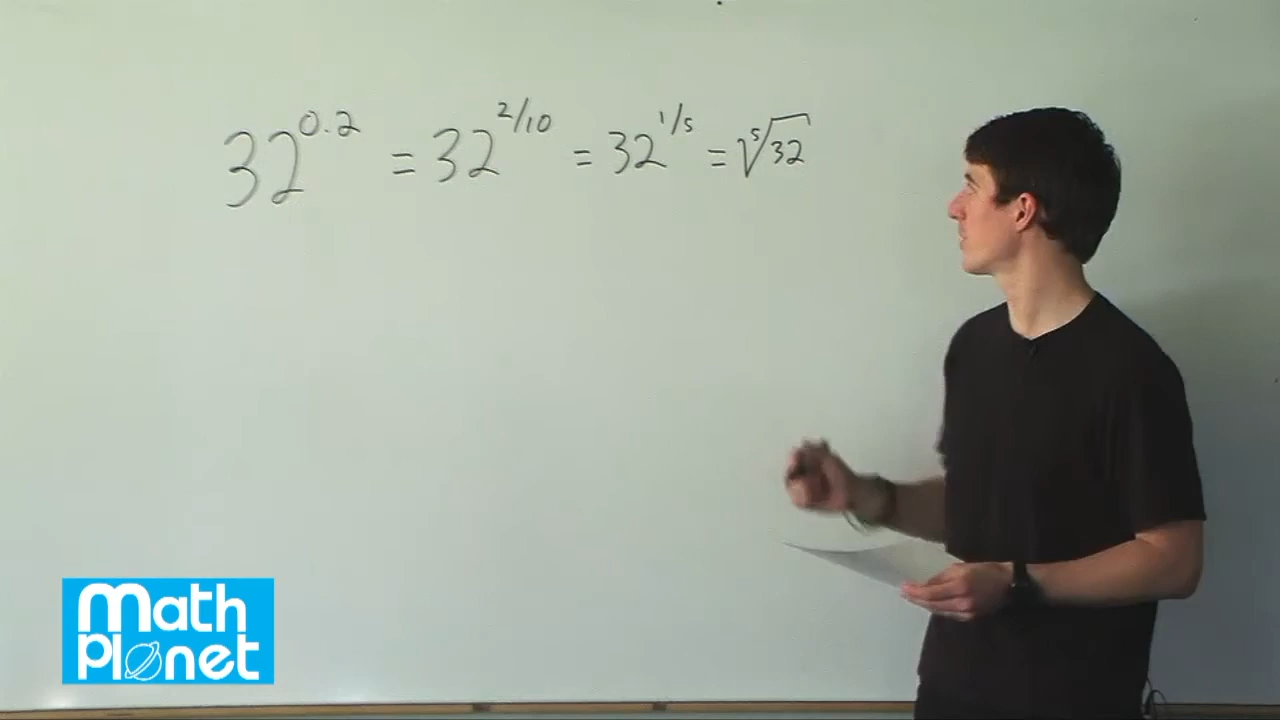 32^0.2 = 32^2/10 = 32^1/5 = ⁵√32
Math
Planet